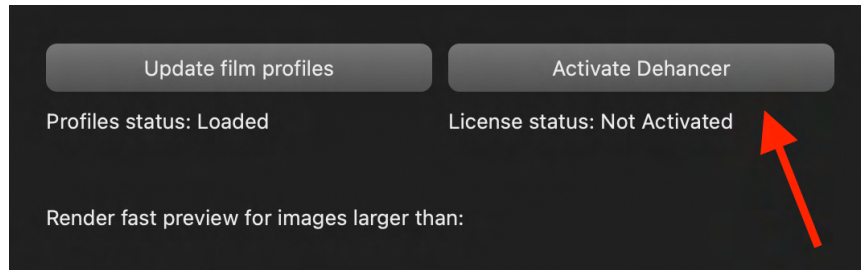 Update film profiles
Activate Dehancer
Profiles status: Loaded
License status: Not Activated
Render fast preview for images larger than: